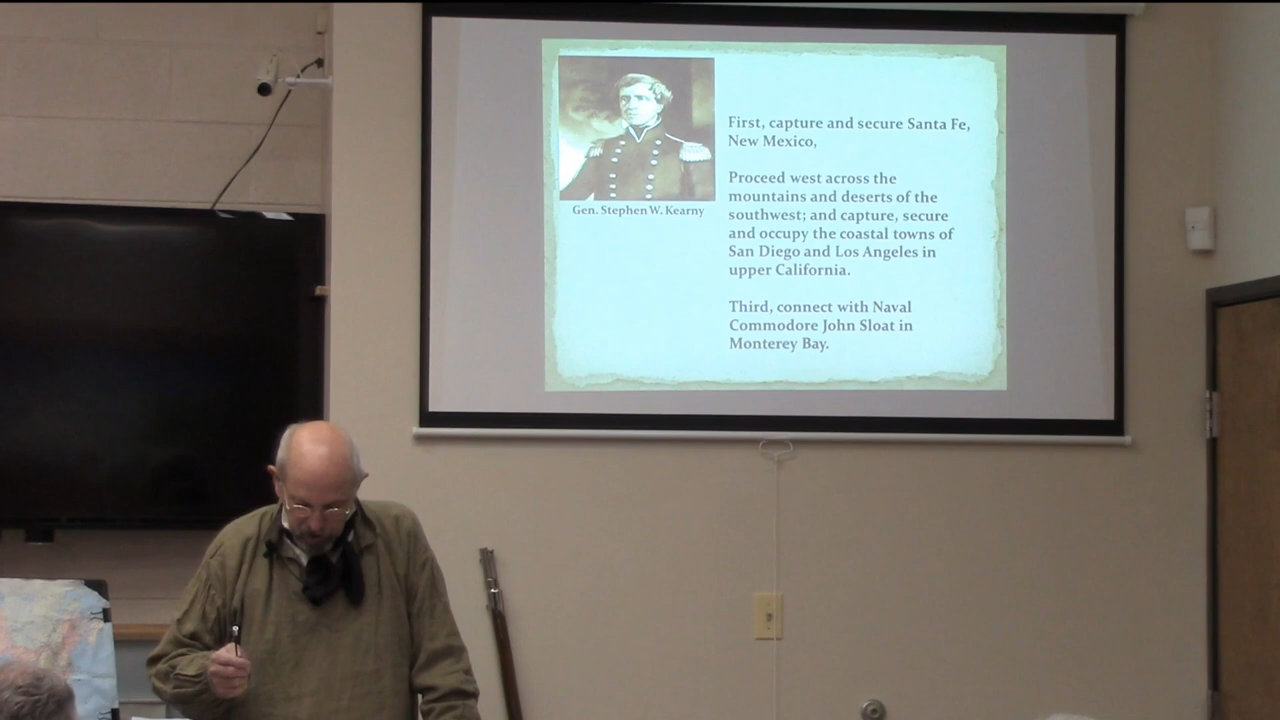 Gen. Stephen W. Kearny
First, capture and secure Santa Fe,
New Mexico,
Proceed west across the
mountains and deserts of the
southwest; and capture, secure
and occupy the coastal towns of
San Diego and Los Angeles in
upper California.
Third, connect with Naval
Commodore John Sloat in
Monterey Bay.